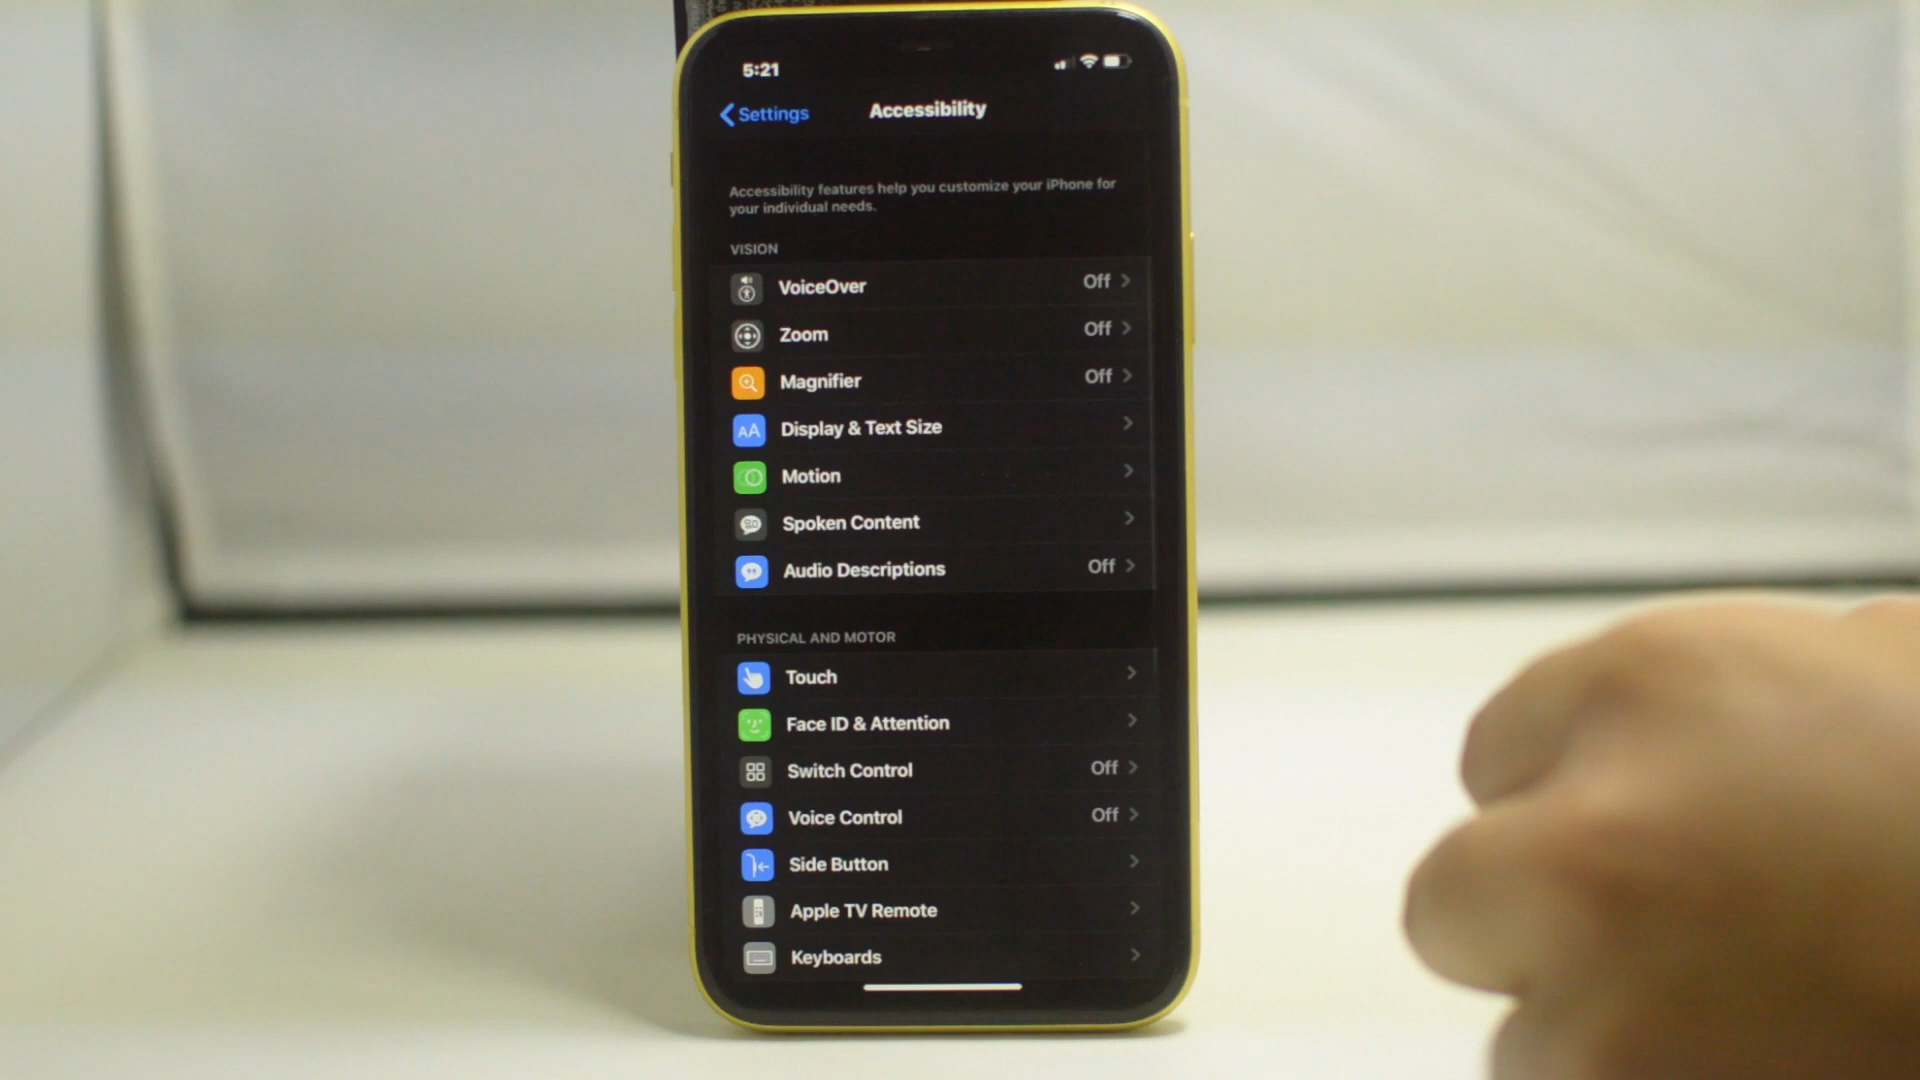 5:21
Settings
Accessibility
Accessibility features help you customize your iPhone for
your individual needs.
VISION
VoiceOver Off
Zoom Off
Magnifier Off
AA Display & Text Size
Motion
Spoken Content
Audio Descriptions Off
PHYSICAL AND MOTOR
Touch
Face ID & Attention
Switch Control Off
Voice Control Off
Side Button
Apple TV Remote
Keyboards